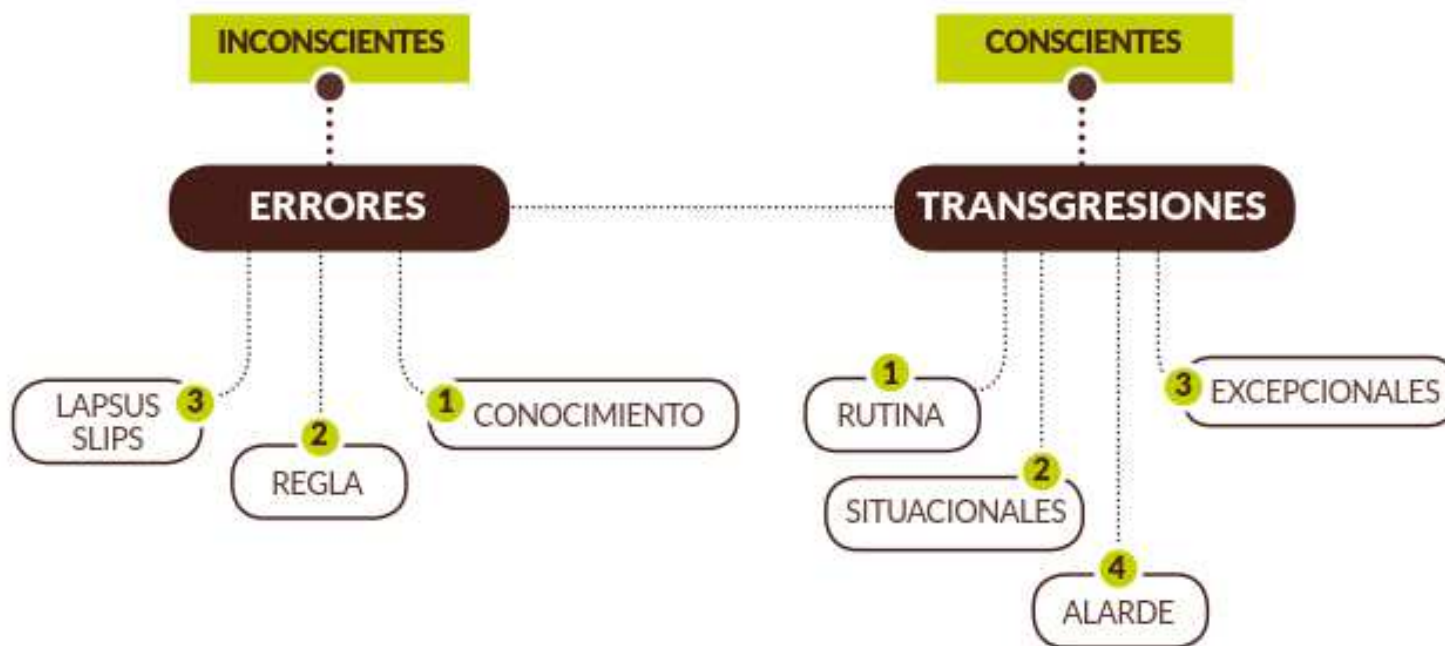 INCONSCIENTES
CONSCIENTES
ERRORES
TRANSGRESIONES
3
LAPSUS
SLIPS
2
REGLA
1
CONOCIMIENTO
1
RUTINA
2
SITUACIONALES
4
ALARDE
3
EXCEPCIONALES